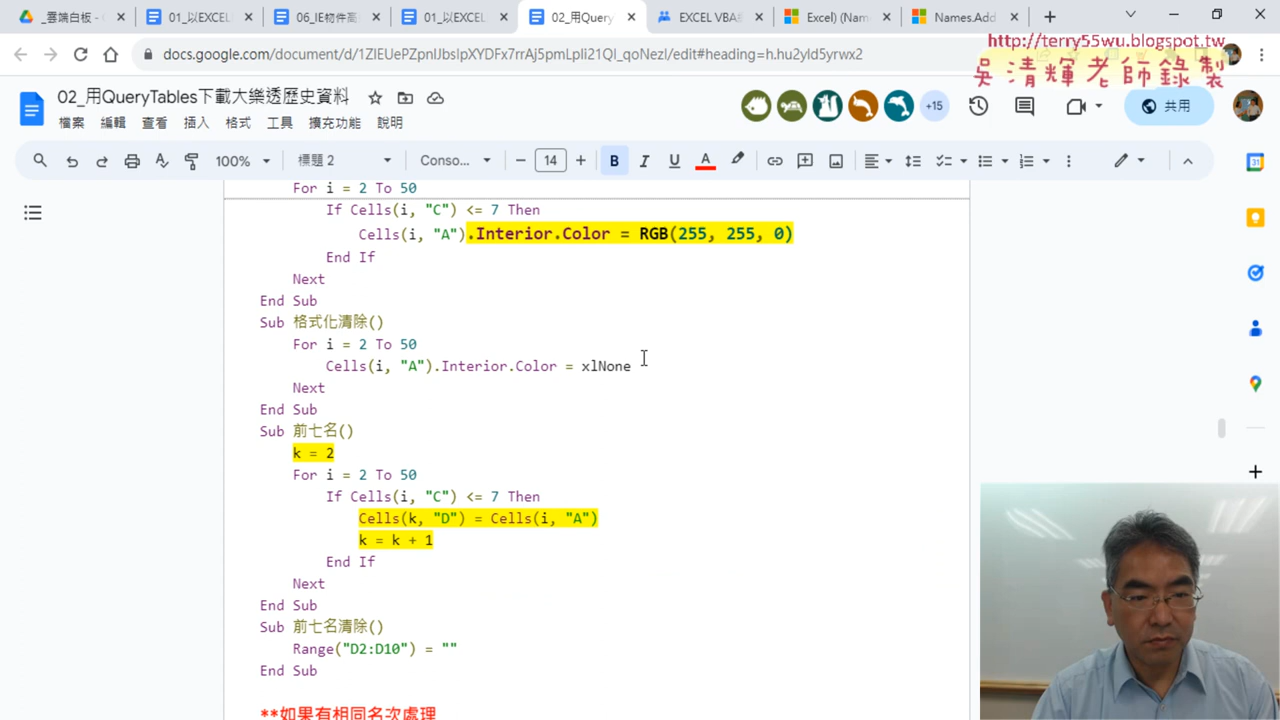 _雲端白板 -
01_以EXCEL
06_IE物件高
01_以EXCEL
02_用Query
EXCEL VBA
Excel) (Nam
Names.Add
docs.google.com/document/d/
/edit#heading=h.hu2yld5yrwx2
http://terry55wu.blogspot.tw
吳清輝老師錄製
02_用QueryTables下載大樂透歷史資料
+15
共用
檔案 編輯 查看 插入 格式 工具 擴充功能 說明
100% 標題 2 Conso... 14 B I U A
For i = 2 To 50
If Cells(i, "C") <= 7 Then
Cells(i, "A").Interior.Color = RGB(255, 255, 0)
End If
Next
End Sub
Sub 格式化清除()
For i = 2 To 50
Cells(i, "A").Interior.Color = xlNone
Next
End Sub
Sub 前七名()
k = 2
For i = 2 To 50
If Cells(i, "C") <= 7 Then
Cells(k, "D") = Cells(i, "A")
k = k + 1
End If
Next
End Sub
Sub 前七名清除()
Range("D2:D10") = ""
End Sub
**如果有相同名次處理